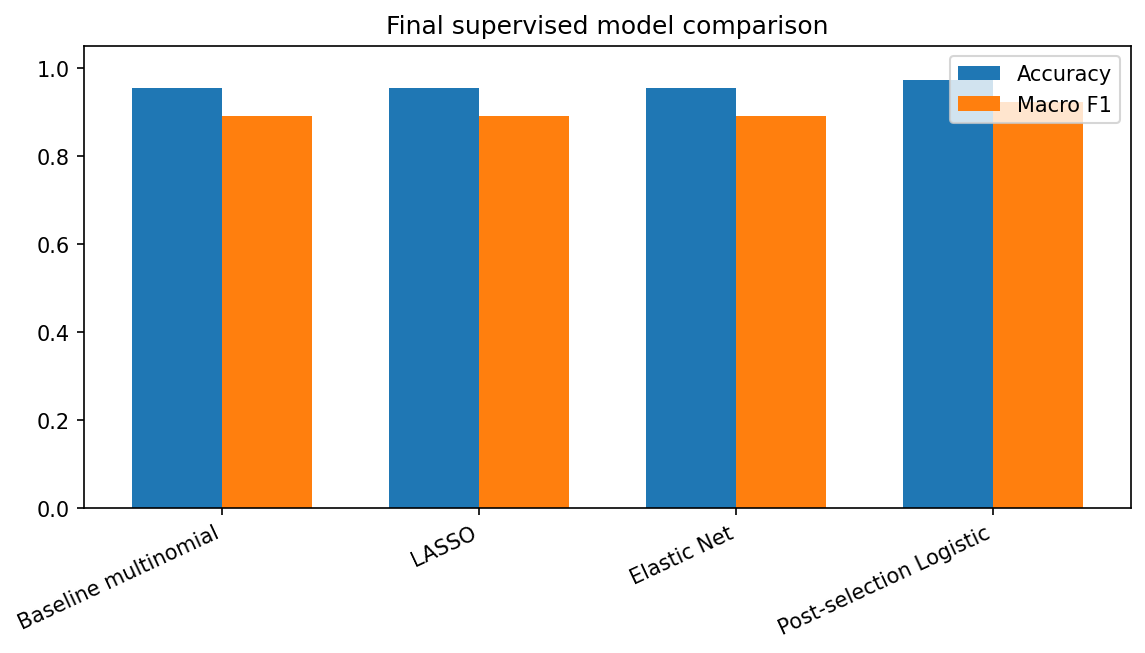 Final supervised model comparison
Accuracy
Macro F1
1.0
0.8
0.6
0.4
0.2
0.0
Baseline multinomial
LASSO
Elastic Net
Post-selection Logistic